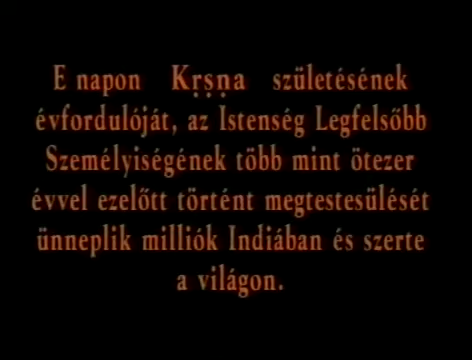 E napon Kṛṣṇa születésének
évfordulóját, az Istenség Legfelsőbb
Személyiségének több mint ötezer
évvel ezelőtt történt megtestesülését
ünneplik milliók Indiában és szerte
a világon.